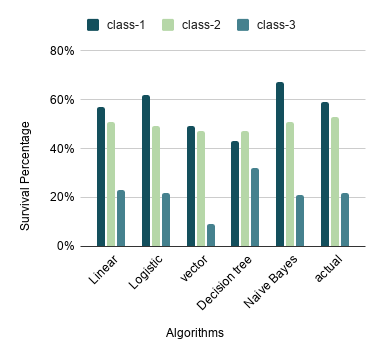 class-1 class-2 class-3
80%
60%
40%
20%
0%
Survival Percentage
Linear
Logistic
vector
Decision tree
Naive Bayes
actual
Algorithms